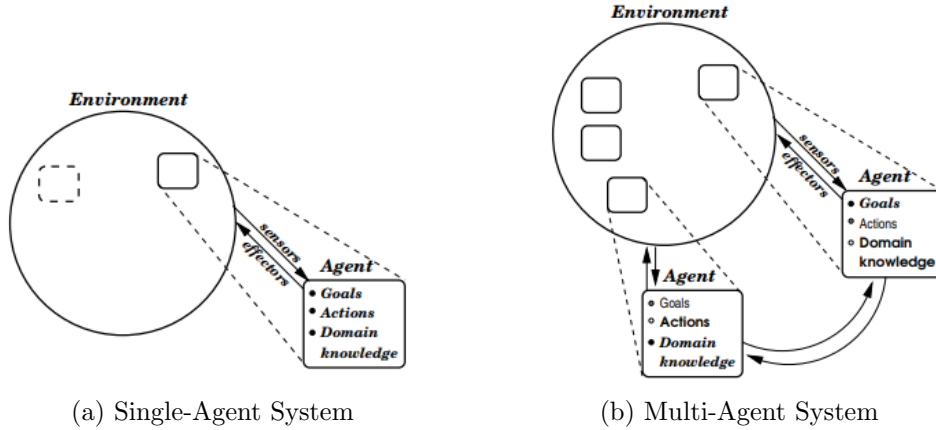 Environment
sensors
effectors
Agent
Goals
Actions
Domain
knowledge
(a) Single-Agent System
Environment
sensors
effectors
Agent
Goals
Actions
Domain
knowledge
Agent
Goals
Actions
Domain
knowledge
(b) Multi-Agent System